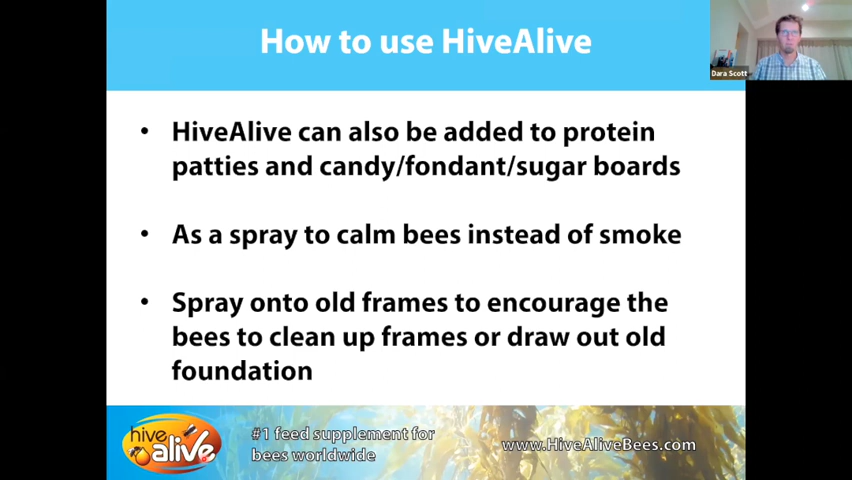 How to use HiveAlive
Dara Scott
• HiveAlive can also be added to protein
patties and candy/fondant/sugar boards
• As a spray to calm bees instead of smoke
• Spray onto old frames to encourage the
bees to clean up frames or draw out old
foundation
hive
alive
#1 feed supplement for
bees worldwide
www.HiveAliveBees.com